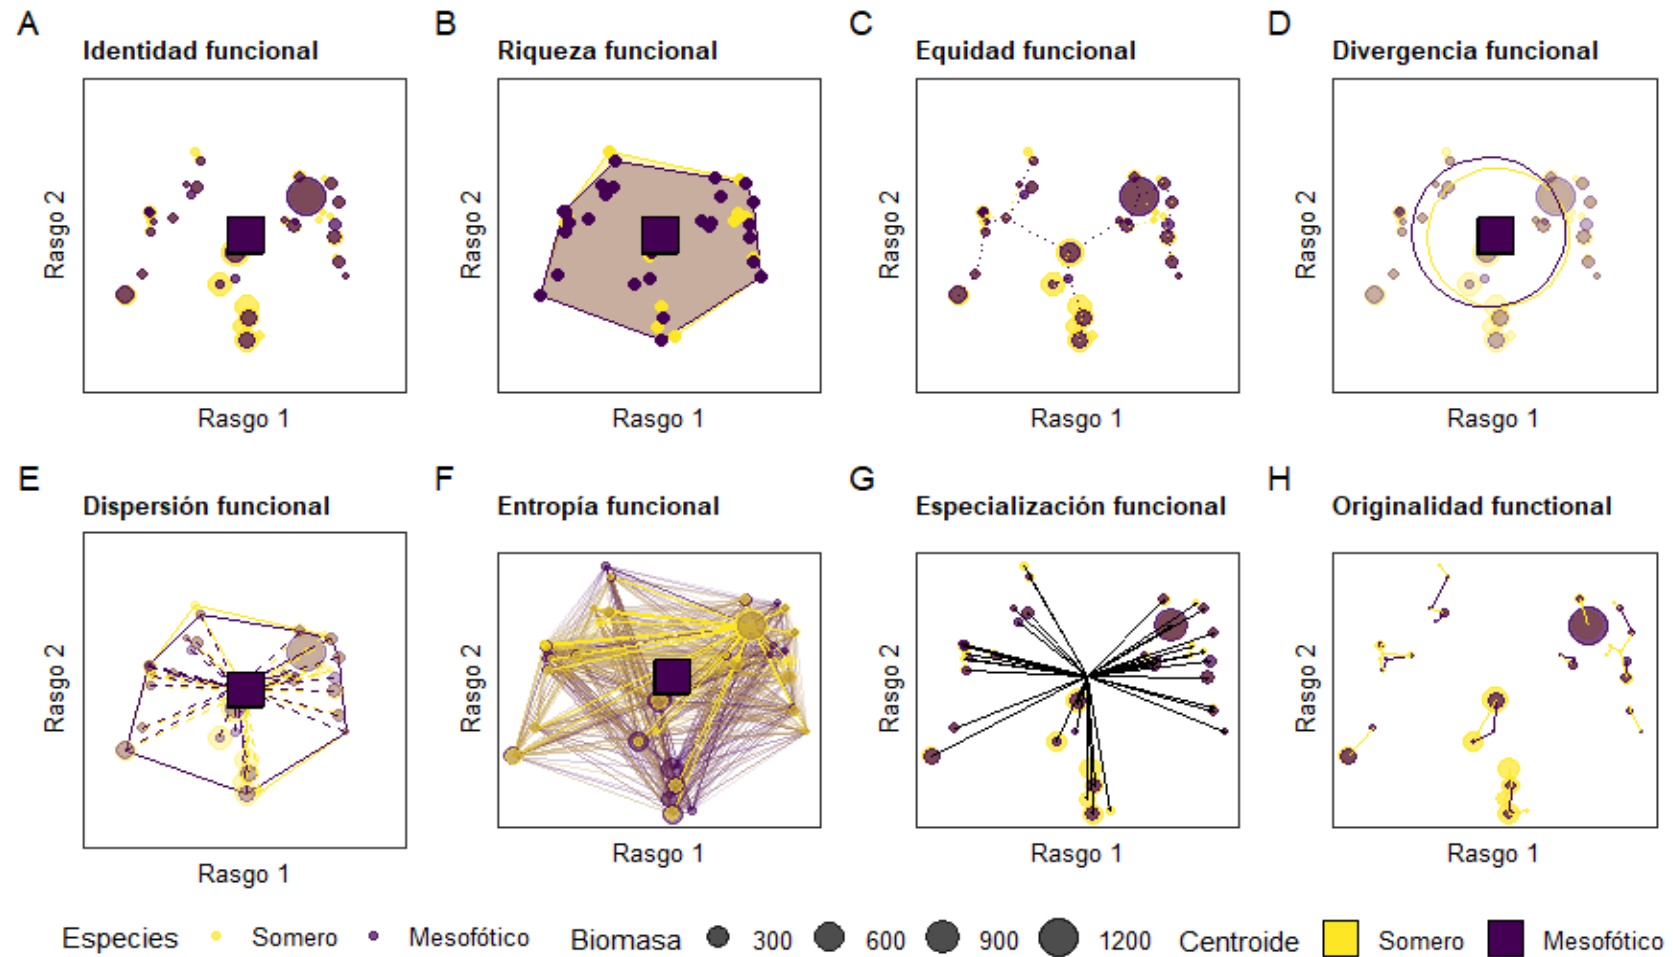 A
Identidad funcional
Rasgo 2
Rasgo 1
B
Riqueza funcional
Rasgo 2
Rasgo 1
C
Equidad funcional
Rasgo 2
Rasgo 1
D
Divergencia funcional
Rasgo 2
Rasgo 1
E
Dispersión funcional
Rasgo 2
Rasgo 1
F
Entropía funcional
Rasgo 2
Rasgo 1
G
Especialización funcional
Rasgo 2
Rasgo 1
H
Originalidad functional
Rasgo 2
Rasgo 1
Especies Somero Mesofótico Biomasa 300 600 900 1200 Centroide Somero Mesofótico